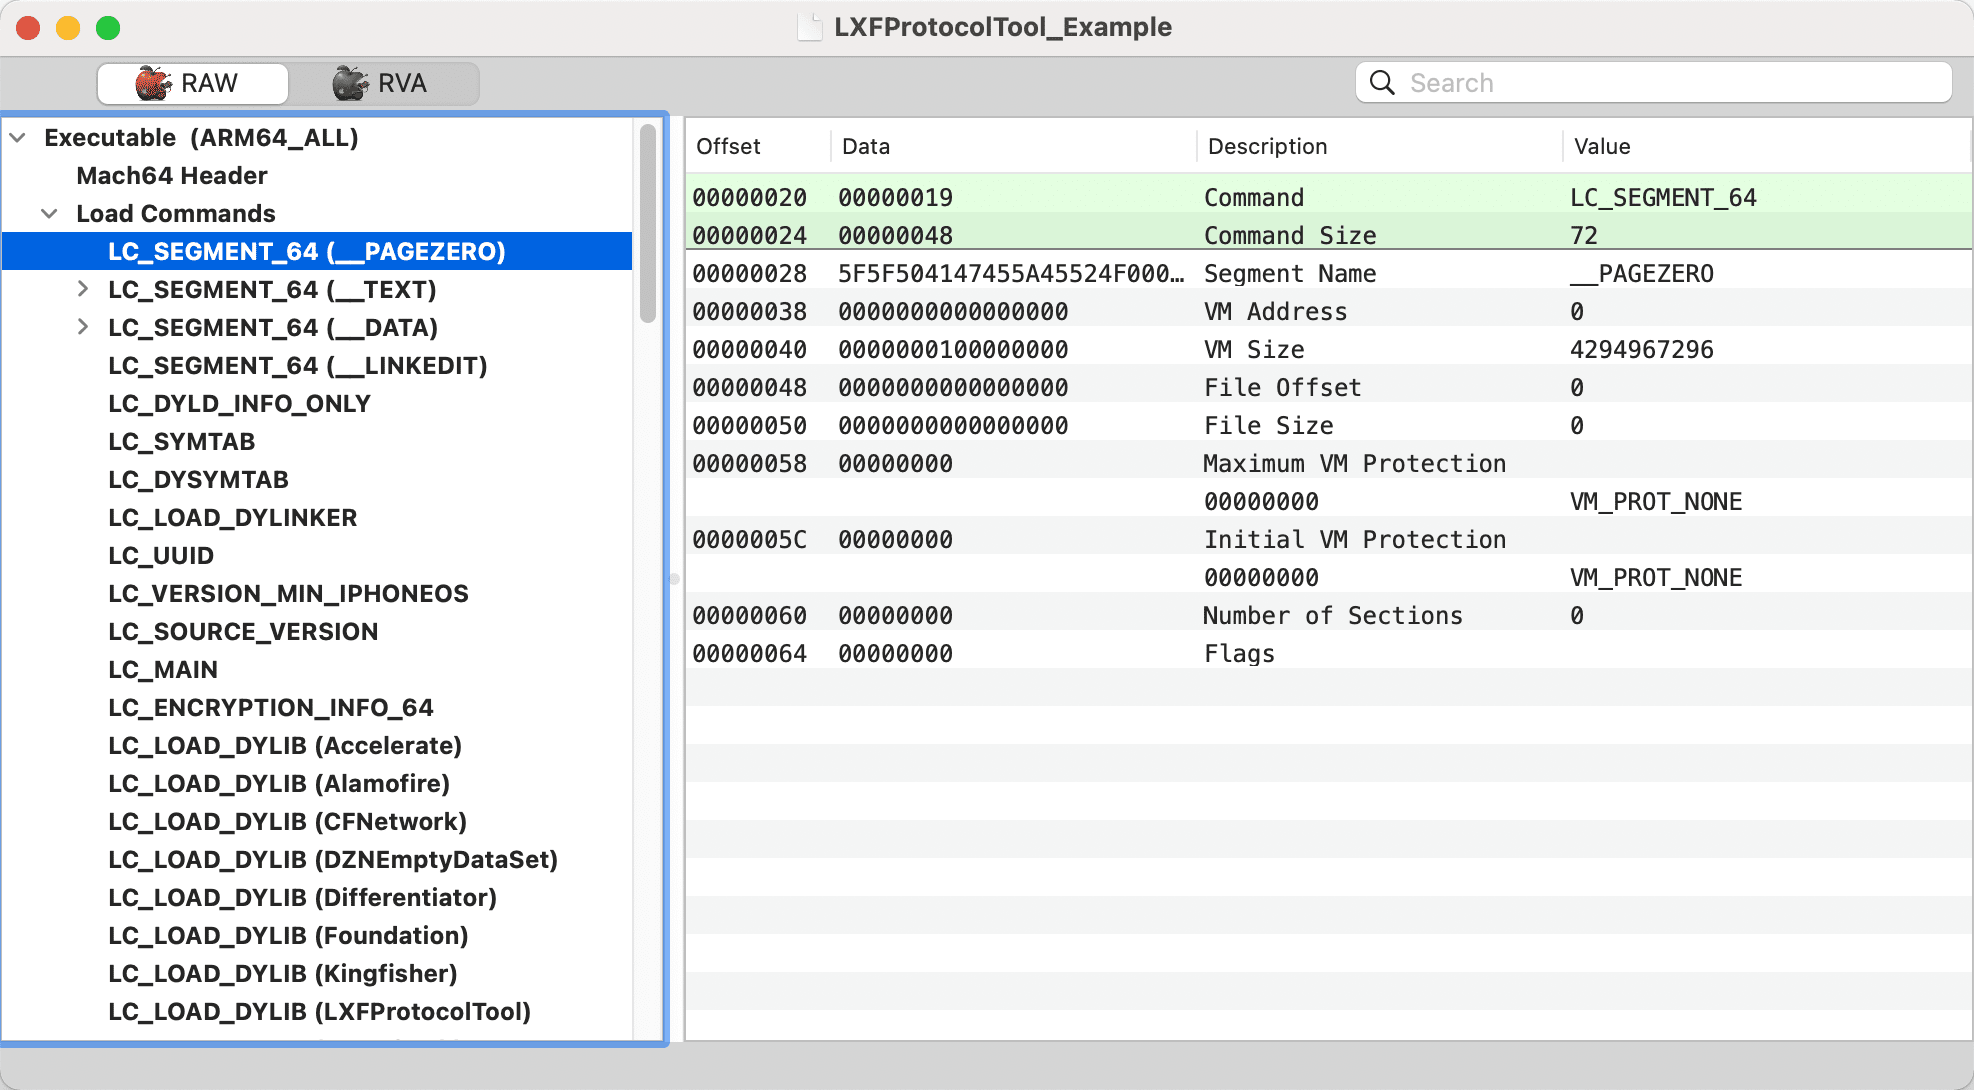 LXFProtocolTool_Example
RAW
RVA
Search
Executable (ARM64_ALL)
Mach64 Header
Load Commands
LC_SEGMENT_64 (__PAGEZERO)
LC_SEGMENT_64 (__TEXT)
LC_SEGMENT_64 (__DATA)
LC_SEGMENT_64 (__LINKEDIT)
LC_DYLD_INFO_ONLY
LC_SYMTAB
LC_DYSYMTAB
LC_LOAD_DYLINKER
LC_UUID
LC_VERSION_MIN_IPHONEOS
LC_SOURCE_VERSION
LC_MAIN
LC_ENCRYPTION_INFO_64
LC_LOAD_DYLIB (Accelerate)
LC_LOAD_DYLIB (Alamofire)
LC_LOAD_DYLIB (CFNetwork)
LC_LOAD_DYLIB (DZNEmptyDataSet)
LC_LOAD_DYLIB (Differentiator)
LC_LOAD_DYLIB (Foundation)
LC_LOAD_DYLIB (Kingfisher)
LC_LOAD_DYLIB (LXFProtocolTool)
Offset Data Description Value
00000020 00000019 Command LC_SEGMENT_64
00000024 00000048 Command Size 72
00000028 5F5F504147455A45524F000… Segment Name __PAGEZERO
00000038 0000000000000000 VM Address 0
00000040 0000000100000000 VM Size 4294967296
00000048 0000000000000000 File Offset 0
00000050 0000000000000000 File Size 0
00000058 00000000 Maximum VM Protection
00000000 VM_PROT_NONE
0000005C 00000000 Initial VM Protection
00000000 VM_PROT_NONE
00000060 00000000 Number of Sections 0
00000064 00000000 Flags